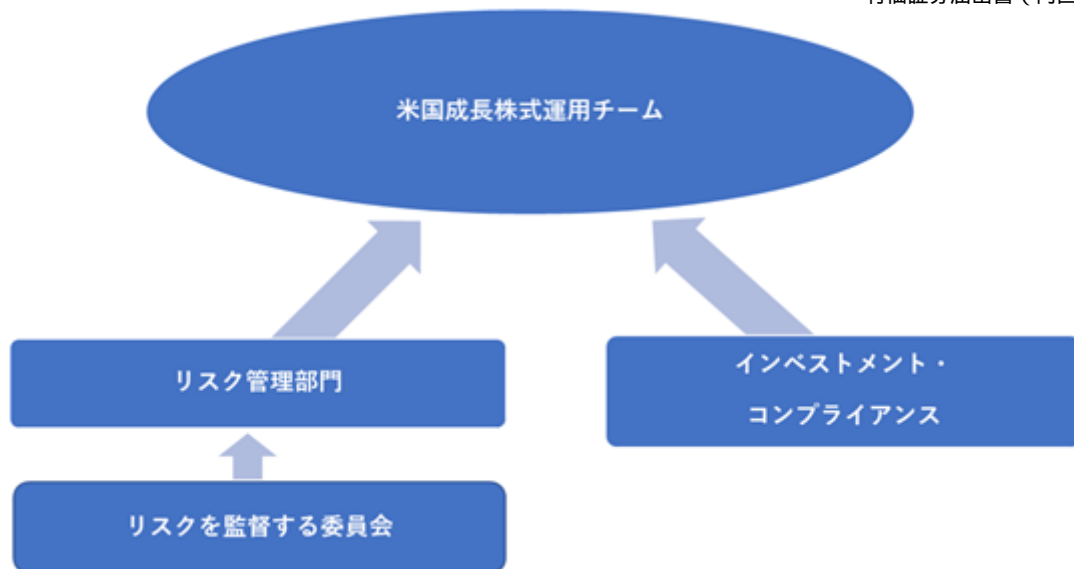 米国成長株式運用チーム
リスク管理部門
インベストメント・
コンプライアンス
リスクを監督する委員会